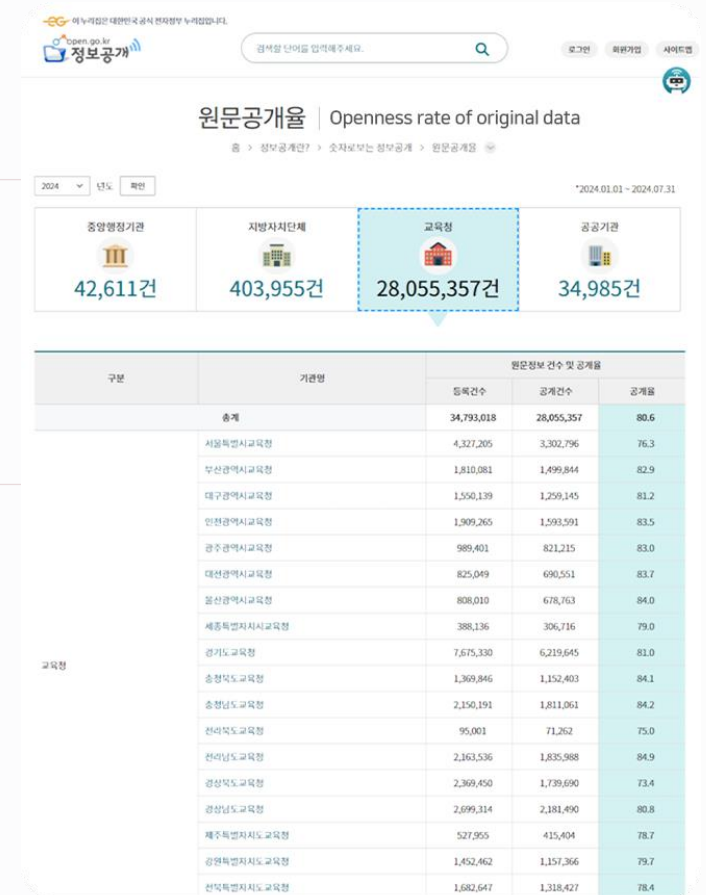 이 누리집은 대한민국 공식 전자정부 누리집입니다.
open.go.kr
정보공개
검색할 단어를 입력해주세요.
로그인 회원가입 사이트맵
원문공개율 Openness rate of original data
홈 > 정보공개란? > 숫자로보는 정보공개 > 원문공개율
2024 년도 확인
*2024.01.01 ~ 2024.07.31
중앙행정기관 지방자치단체 교육청 공공기관
42,611건 403,955건 28,055,357건 34,985건
구분 기관명 원문정보 건수 및 공개율
등록건수 공개건수 공개율
총계 34,793,018 28,055,357 80.6
교육청
서울특별시교육청 4,327,205 3,302,796 76.3
부산광역시교육청 1,810,081 1,499,844 82.9
대구광역시교육청 1,550,139 1,259,145 81.2
인천광역시교육청 1,909,265 1,593,591 83.5
광주광역시교육청 989,401 821,215 83.0
대전광역시교육청 825,049 690,551 83.7
울산광역시교육청 808,010 678,763 84.0
세종특별자치시교육청 388,136 306,716 79.0
경기도교육청 7,675,330 6,219,645 81.0
충청북도교육청 1,369,846 1,152,403 84.1
충청남도교육청 2,150,191 1,811,061 84.2
전라북도교육청 95,001 71,262 75.0
전라남도교육청 2,163,536 1,835,988 84.9
경상북도교육청 2,369,450 1,739,690 73.4
경상남도교육청 2,699,314 2,181,490 80.8
제주특별자치도교육청 527,955 415,404 78.7
강원특별자치도교육청 1,452,462 1,157,366 79.7
전북특별자치도교육청 1,682,647 1,318,427 78.4